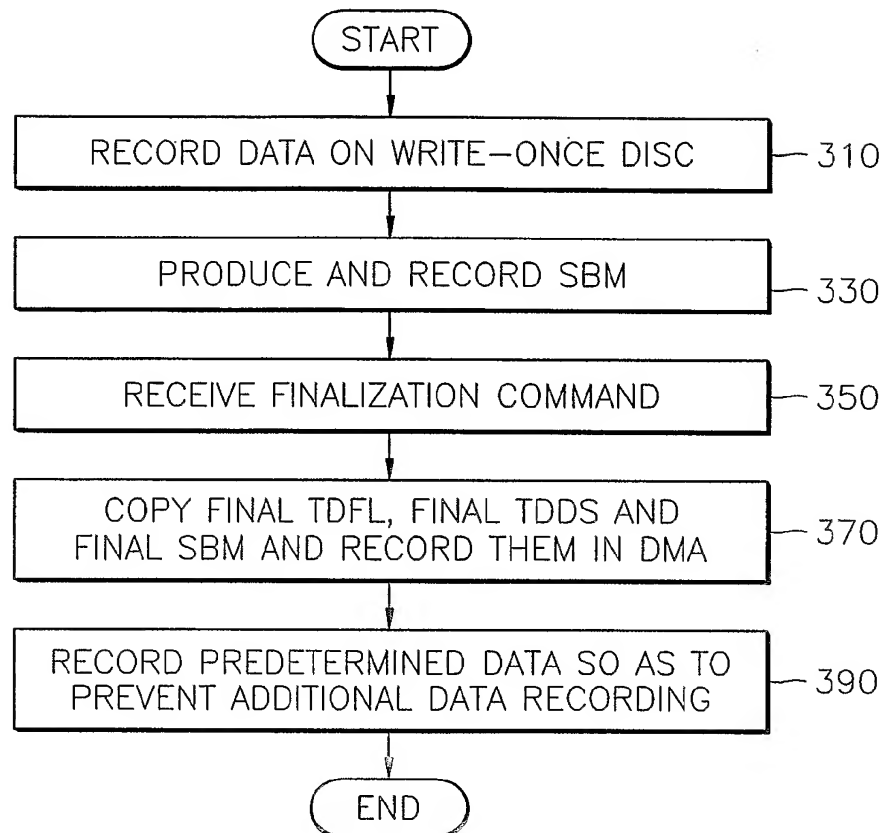 START
RECORD DATA ON WRITE-ONCE DISC
310
PRODUCE AND RECORD SBM
330
RECEIVE FINALIZATION COMMAND
350
COPY FINAL TDFL, FINAL TDDS AND
FINAL SBM AND RECORD THEM IN DMA
370
RECORD PREDETERMINED DATA SO AS TO
PREVENT ADDITIONAL DATA RECORDING
390
END